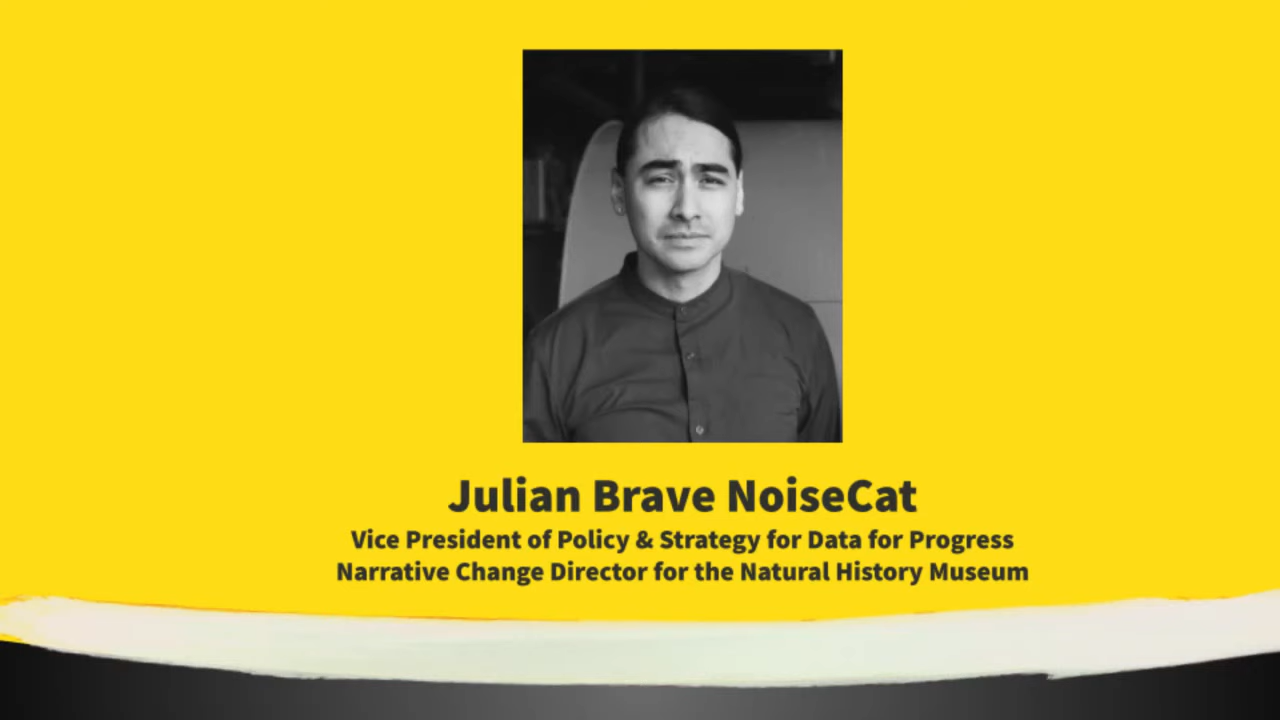 Julian Brave NoiseCat
Vice President of Policy & Strategy for Data for Progress
Narrative Change Director for the Natural History Museum